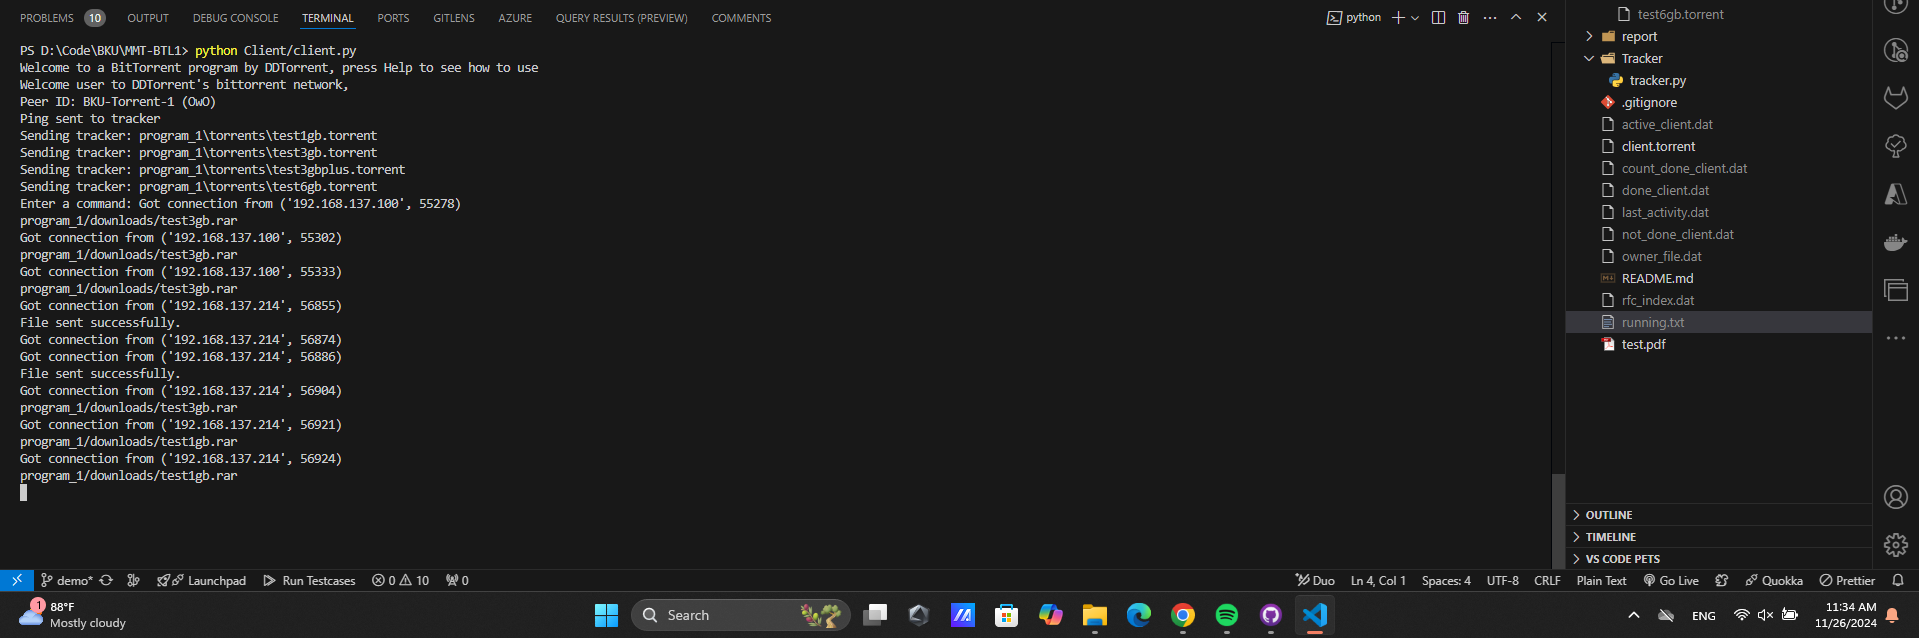 PROBLEMS 10 OUTPUT DEBUG CONSOLE TERMINAL PORTS GITLENS AZURE QUERY RESULTS (PREVIEW) COMMENTS python
PS D:\Code\BKU\MMT-BTL1> python Client/client.py
Welcome to a BitTorrent program by DDTorrent, press Help to see how to use
Welcome user to DDTorrent's bittorrent network,
Peer ID: BKU-Torrent-1 (OwO)
Ping sent to tracker
Sending tracker: program_1\torrents\test1gb.torrent
Sending tracker: program_1\torrents\test3gb.torrent
Sending tracker: program_1\torrents\test3gbplus.torrent
Sending tracker: program_1\torrents\test6gb.torrent
Enter a command: Got connection from ('192.168.137.100', 55278)
program_1/downloads/test3gb.rar
Got connection from ('192.168.137.100', 55302)
program_1/downloads/test3gb.rar
Got connection from ('192.168.137.100', 55333)
program_1/downloads/test3gb.rar
Got connection from ('192.168.137.214', 56855)
File sent successfully.
Got connection from ('192.168.137.214', 56874)
Got connection from ('192.168.137.214', 56886)
File sent successfully.
Got connection from ('192.168.137.214', 56904)
program_1/downloads/test3gb.rar
Got connection from ('192.168.137.214', 56921)
program_1/downloads/test1gb.rar
Got connection from ('192.168.137.214', 56924)
program_1/downloads/test1gb.rar
test6gb.torrent
report
Tracker
tracker.py
.gitignore
active_client.dat
client.torrent
count_done_client.dat
done_client.dat
last_activity.dat
not_done_client.dat
owner_file.dat
README.md
rfc_index.dat
running.txt
test.pdf
OUTLINE
TIMELINE
VS CODE PETS
demo* Launchpad Run Testcases 0 10 0 Duo Ln 4, Col 1 Spaces: 4 UTF-8 CRLF Plain Text Go Live Quokka Prettier
1 88°F
Mostly cloudy
Search
ENG
11:34 AM
11/26/2024